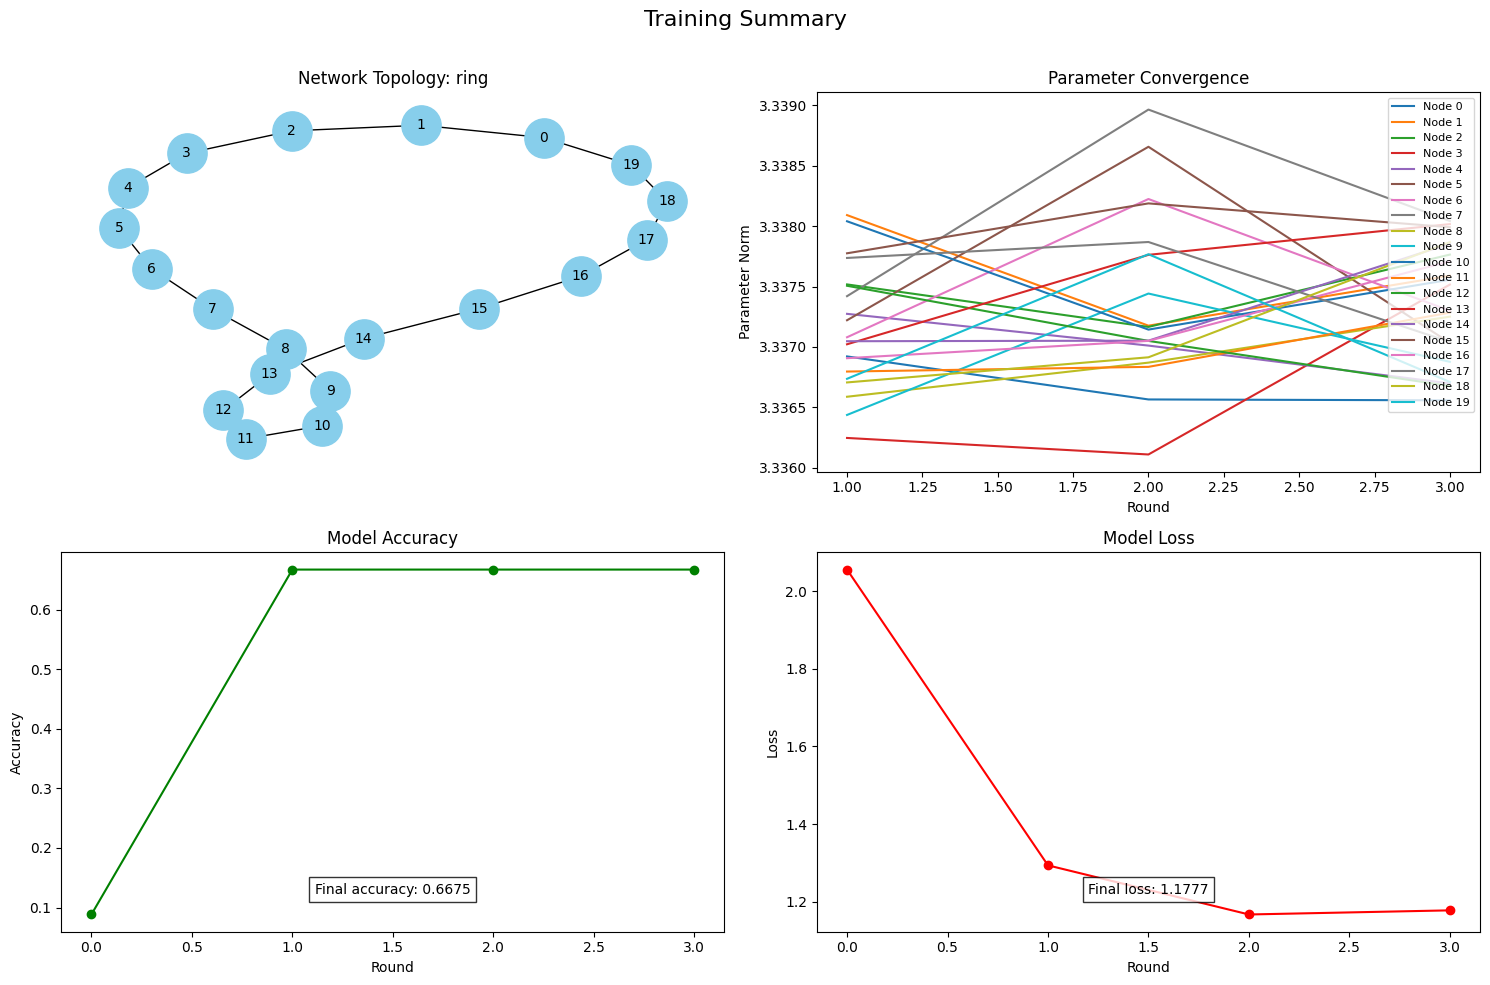 Training Summary
Network Topology: ring
2
1
0
3
19
4
18
5
17
6
16
7
15
14
8
13
9
12
10
11
Parameter Convergence
Parameter Norm
3.3390
3.3385
3.3380
3.3375
3.3370
3.3365
3.3360
Node 0
Node 1
Node 2
Node 3
Node 4
Node 5
Node 6
Node 7
Node 8
Node 9
Node 10
Node 11
Node 12
Node 13
Node 14
Node 15
Node 16
Node 17
Node 18
Node 19
1.00 1.25 1.50 1.75 2.00 2.25 2.50 2.75 3.00
Round
Model Accuracy
Accuracy
0.6
0.5
0.4
0.3
0.2
0.1
Final accuracy: 0.6675
0.0 0.5 1.0 1.5 2.0 2.5 3.0
Round
Model Loss
Loss
2.0
1.8
1.6
1.4
1.2
Final loss: 1.1777
0.0 0.5 1.0 1.5 2.0 2.5 3.0
Round